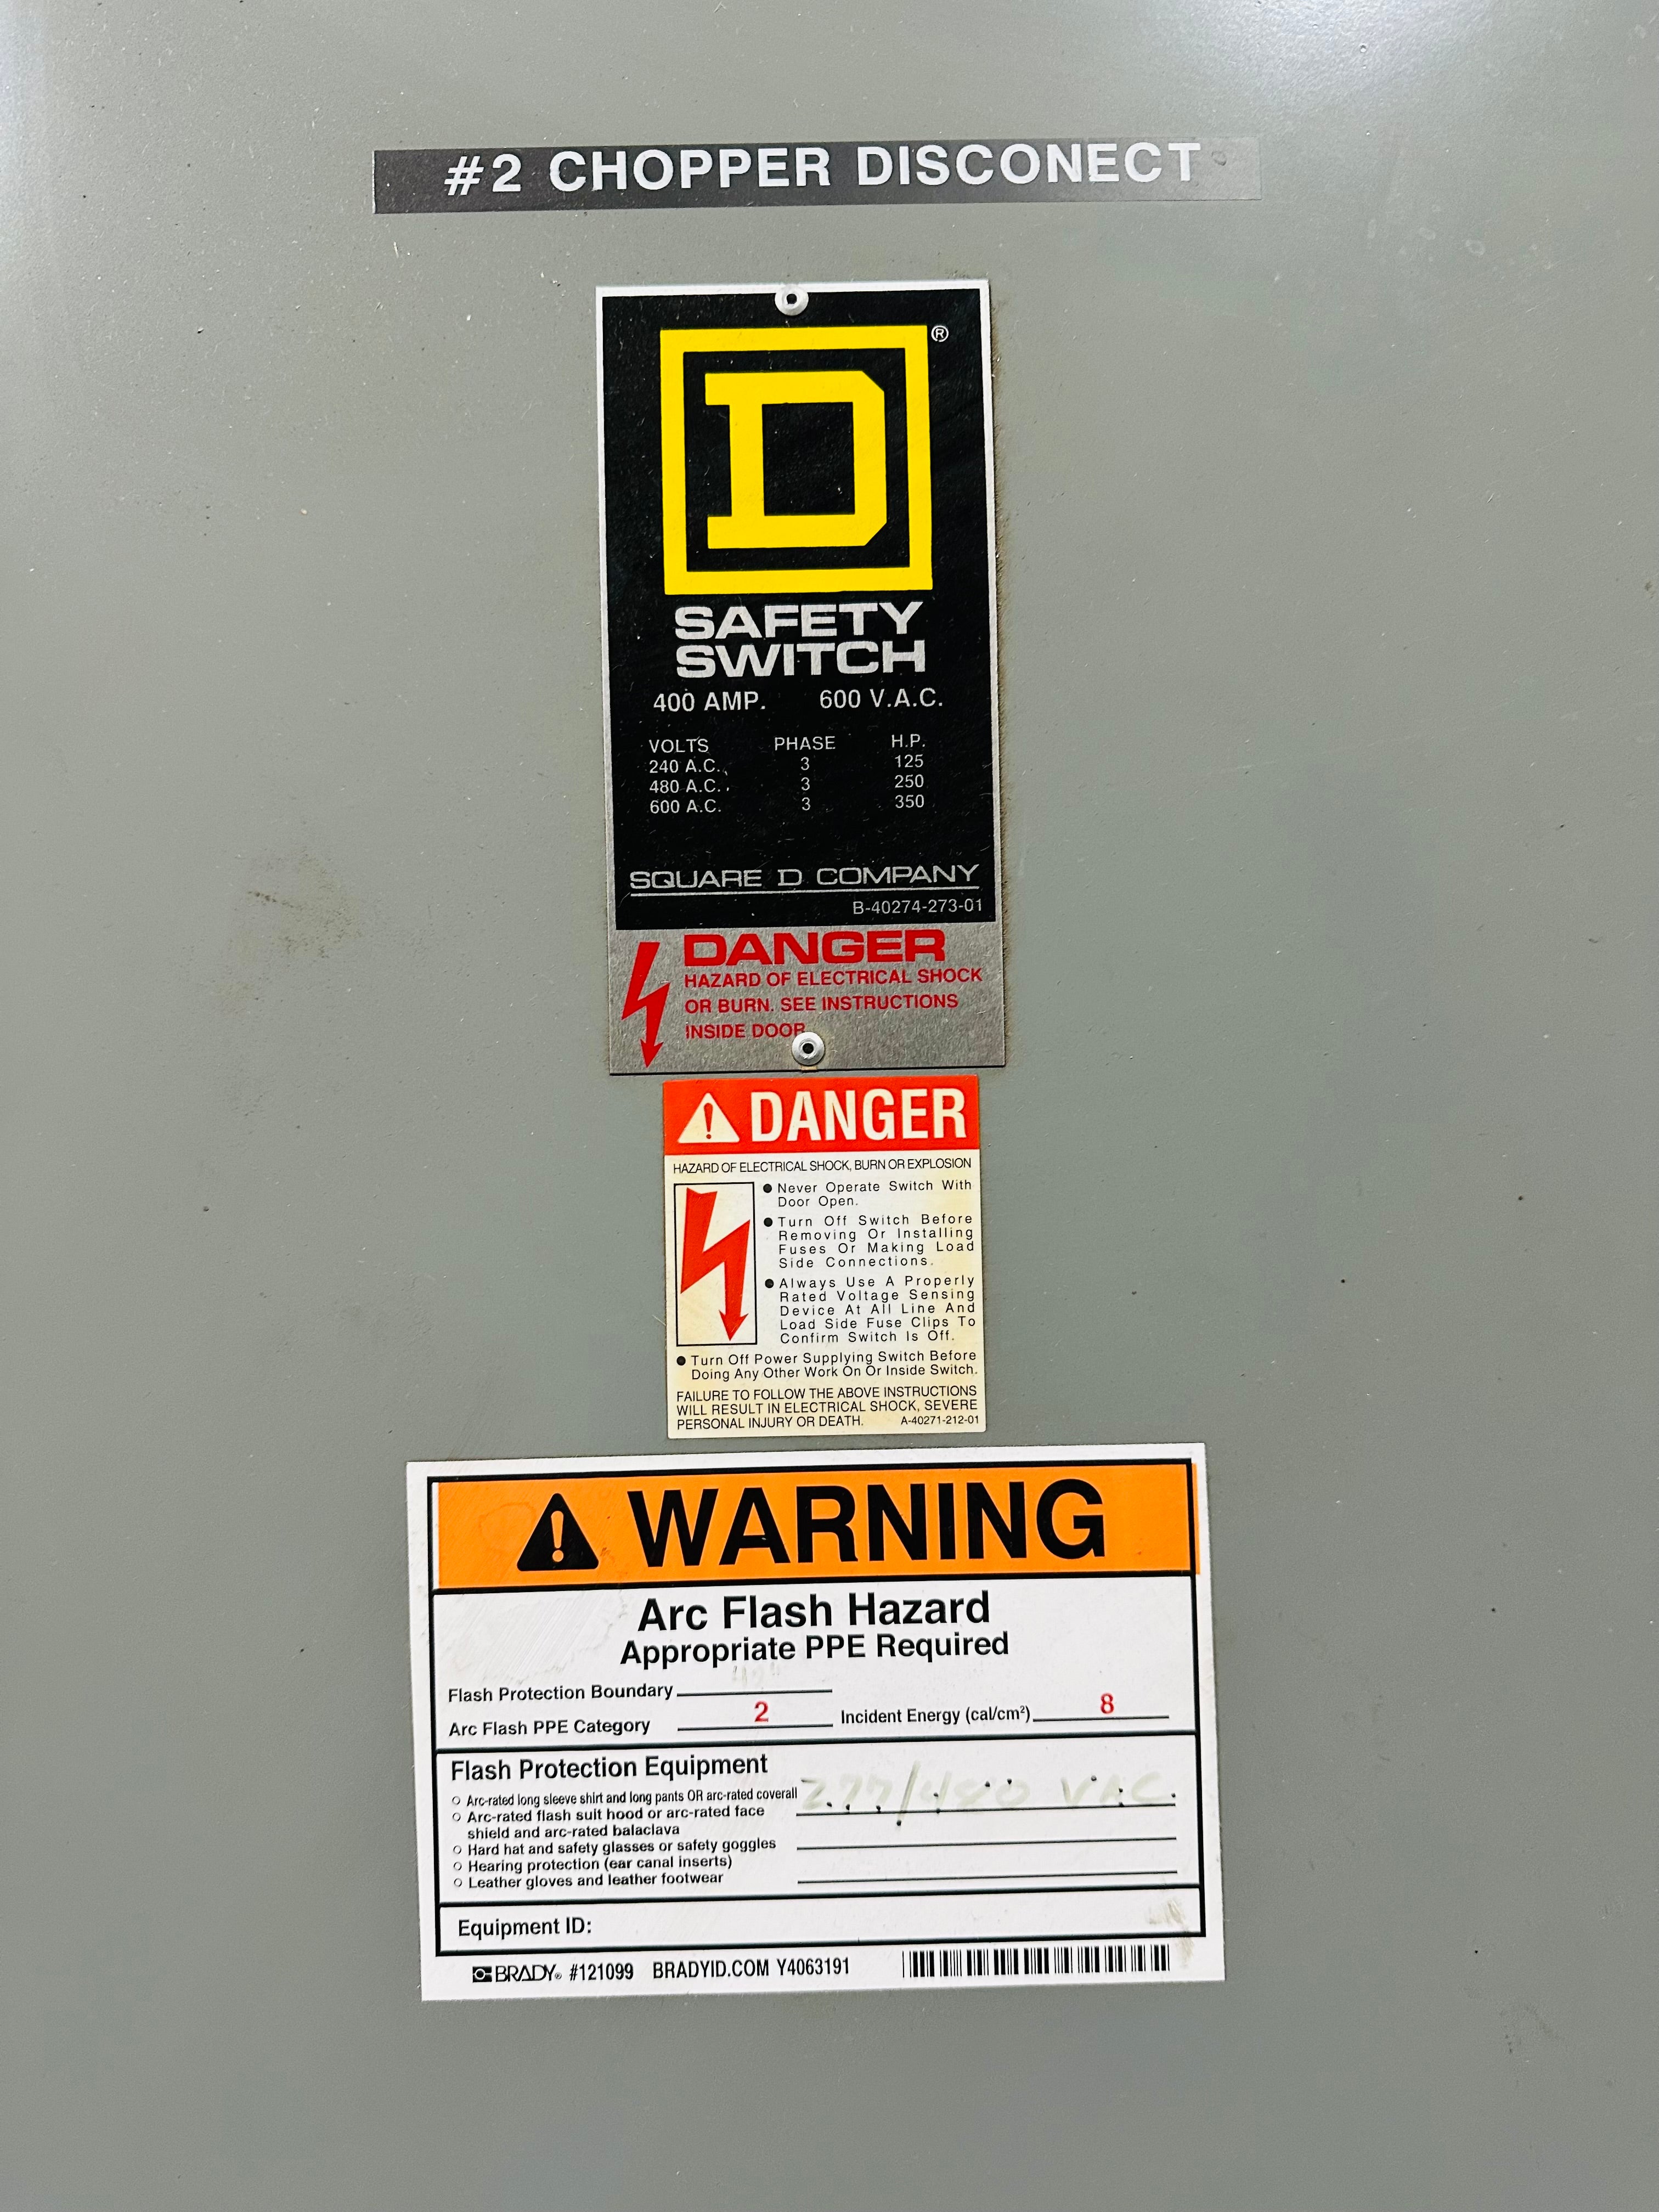 #2 CHOPPER DISCONECT
D ®
SAFETY
SWITCH
400 AMP. 600 V.A.C.
VOLTS PHASE H.P.
240 A.C. 3 125
480 A.C. 3 250
600 A.C. 3 350
SQUARE D COMPANY
B-40274-273-01
DANGER
HAZARD OF ELECTRICAL SHOCK
OR BURN. SEE INSTRUCTIONS
INSIDE DOOR
DANGER
HAZARD OF ELECTRICAL SHOCK, BURN OR EXPLOSION
● Never Operate Switch With
Door Open.
● Turn Off Switch Before
Removing Or Installing
Fuses Or Making Load
Side Connections.
● Always Use A Properly
Rated Voltage Sensing
Device At All Line And
Load Side Fuse Clips To
Confirm Switch Is Off.
● Turn Off Power Supplying Switch Before
Doing Any Other Work On Or Inside Switch.
FAILURE TO FOLLOW THE ABOVE INSTRUCTIONS
WILL RESULT IN ELECTRICAL SHOCK, SEVERE
PERSONAL INJURY OR DEATH. A-40271-212-01
WARNING
Arc Flash Hazard
Appropriate PPE Required
Flash Protection Boundary
Arc Flash PPE Category 2 Incident Energy (cal/cm²) 8
Flash Protection Equipment
○ Arc-rated long sleeve shirt and long pants OR arc-rated coverall 277/480 VAC.
○ Arc-rated flash suit hood or arc-rated face
shield and arc-rated balaclava
○ Hard hat and safety glasses or safety goggles
○ Hearing protection (ear canal inserts)
○ Leather gloves and leather footwear
Equipment ID:
BRADY® #121099 BRADYID.COM Y4063191